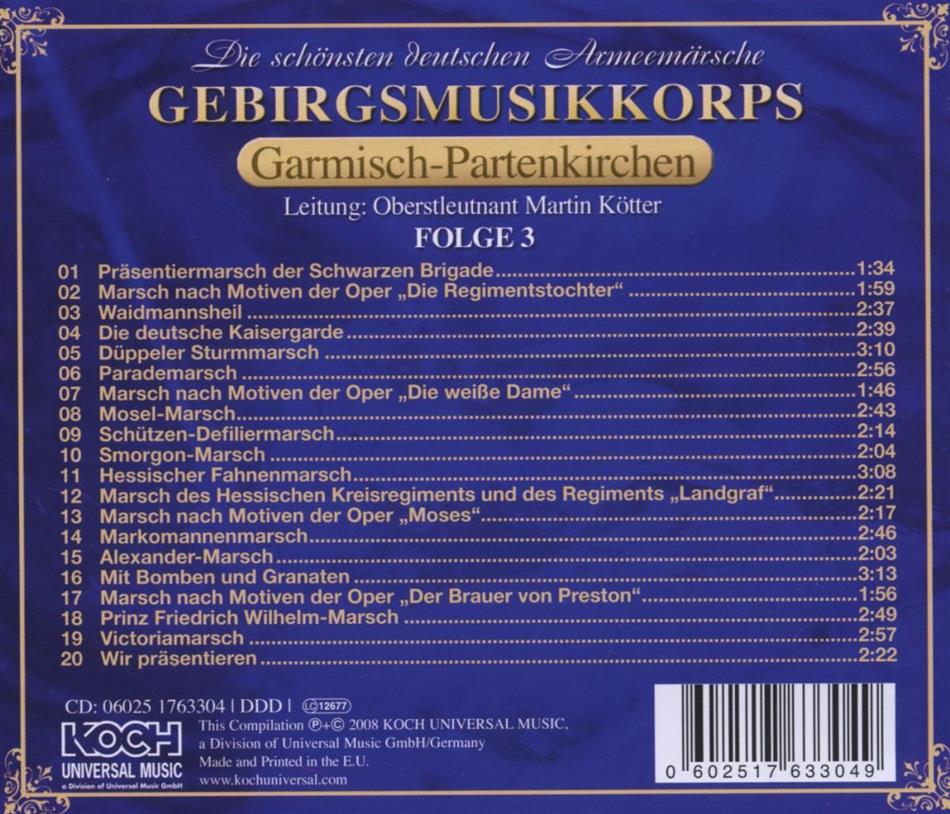 Die schönsten deutschen Armeemärsche
GEBIRGSMUSIKKORPS
Garmisch-Partenkirchen
Leitung: Oberstleutnant Martin Kötter
FOLGE 3
01 Präsentiermarsch der Schwarzen Brigade 1:34
02 Marsch nach Motiven der Oper „Die Regimentstochter“ 1:59
03 Waidmannsheil 2:37
04 Die deutsche Kaisergarde 2:39
05 Düppeler Sturmmarsch 3:10
06 Parademarsch 2:56
07 Marsch nach Motiven der Oper „Die weiße Dame“ 1:46
08 Mosel-Marsch 2:43
09 Schützen-Defiliermarsch 2:14
10 Smorgon-Marsch 2:04
11 Hessischer Fahnenmarsch 3:08
12 Marsch des Hessischen Kreisregiments und des Regiments „Landgraf“ 2:21
13 Marsch nach Motiven der Oper „Moses“ 2:17
14 Markomannenmarsch 2:46
15 Alexander-Marsch 2:03
16 Mit Bomben und Granaten 3:13
17 Marsch nach Motiven der Oper „Der Brauer von Preston“ 1:56
18 Prinz Friedrich Wilhelm-Marsch 2:49
19 Victoriamarsch 2:57
20 Wir präsentieren 2:22
CD: 06025 1763304 | DDD | LC 12677
KOCH
UNIVERSAL MUSIC
a Division of Universal Music GmbH
This Compilation ℗+© 2008 KOCH UNIVERSAL MUSIC,
a Division of Universal Music GmbH/Germany
Made and Printed in the E.U.
www.kochuniversal.com
0 602517 633049